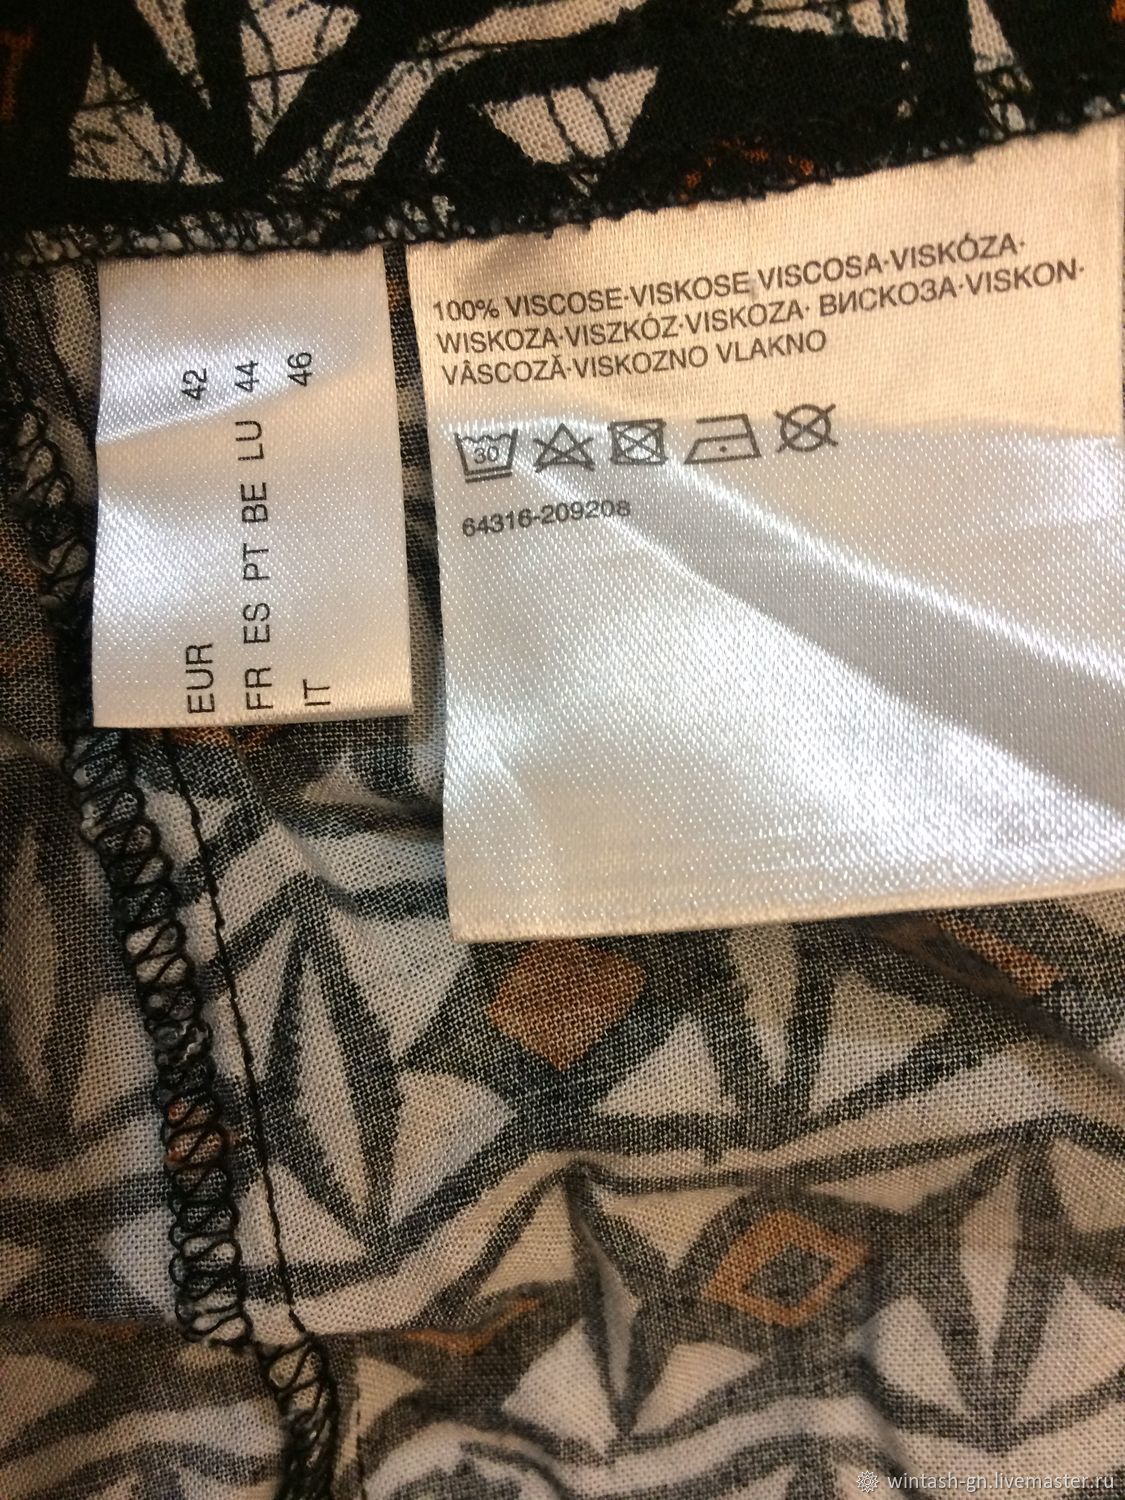 EUR 42
FR ES PT BE LU 44
IT 46
100% VISCOSE·VISKOSE VISCOSA·VISKÓZA·
WISKOZA·VISZKÓZ·VISKOZA· ВИСКОЗА·VISKON·
VÂSCOZĂ·VISKOZNO VLAKNO
30
64316-209208
wintash-gn.livemaster.ru